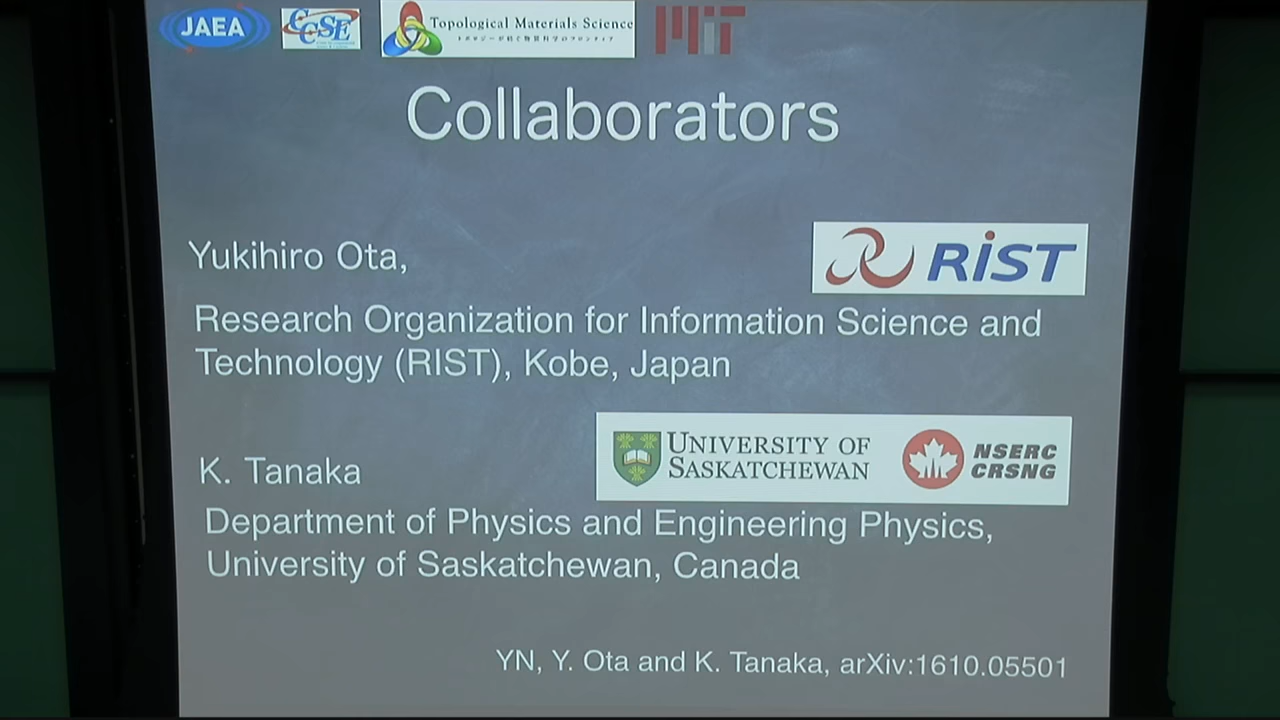 JAEA
CCSE
Topological Materials Science
MIT
Collaborators
Yukihiro Ota,
RIST
Research Organization for Information Science and
Technology (RIST), Kobe, Japan
UNIVERSITY OF
SASKATCHEWAN
NSERC
CRSNG
K. Tanaka
Department of Physics and Engineering Physics,
University of Saskatchewan, Canada
YN, Y. Ota and K. Tanaka, arXiv:1610.05501